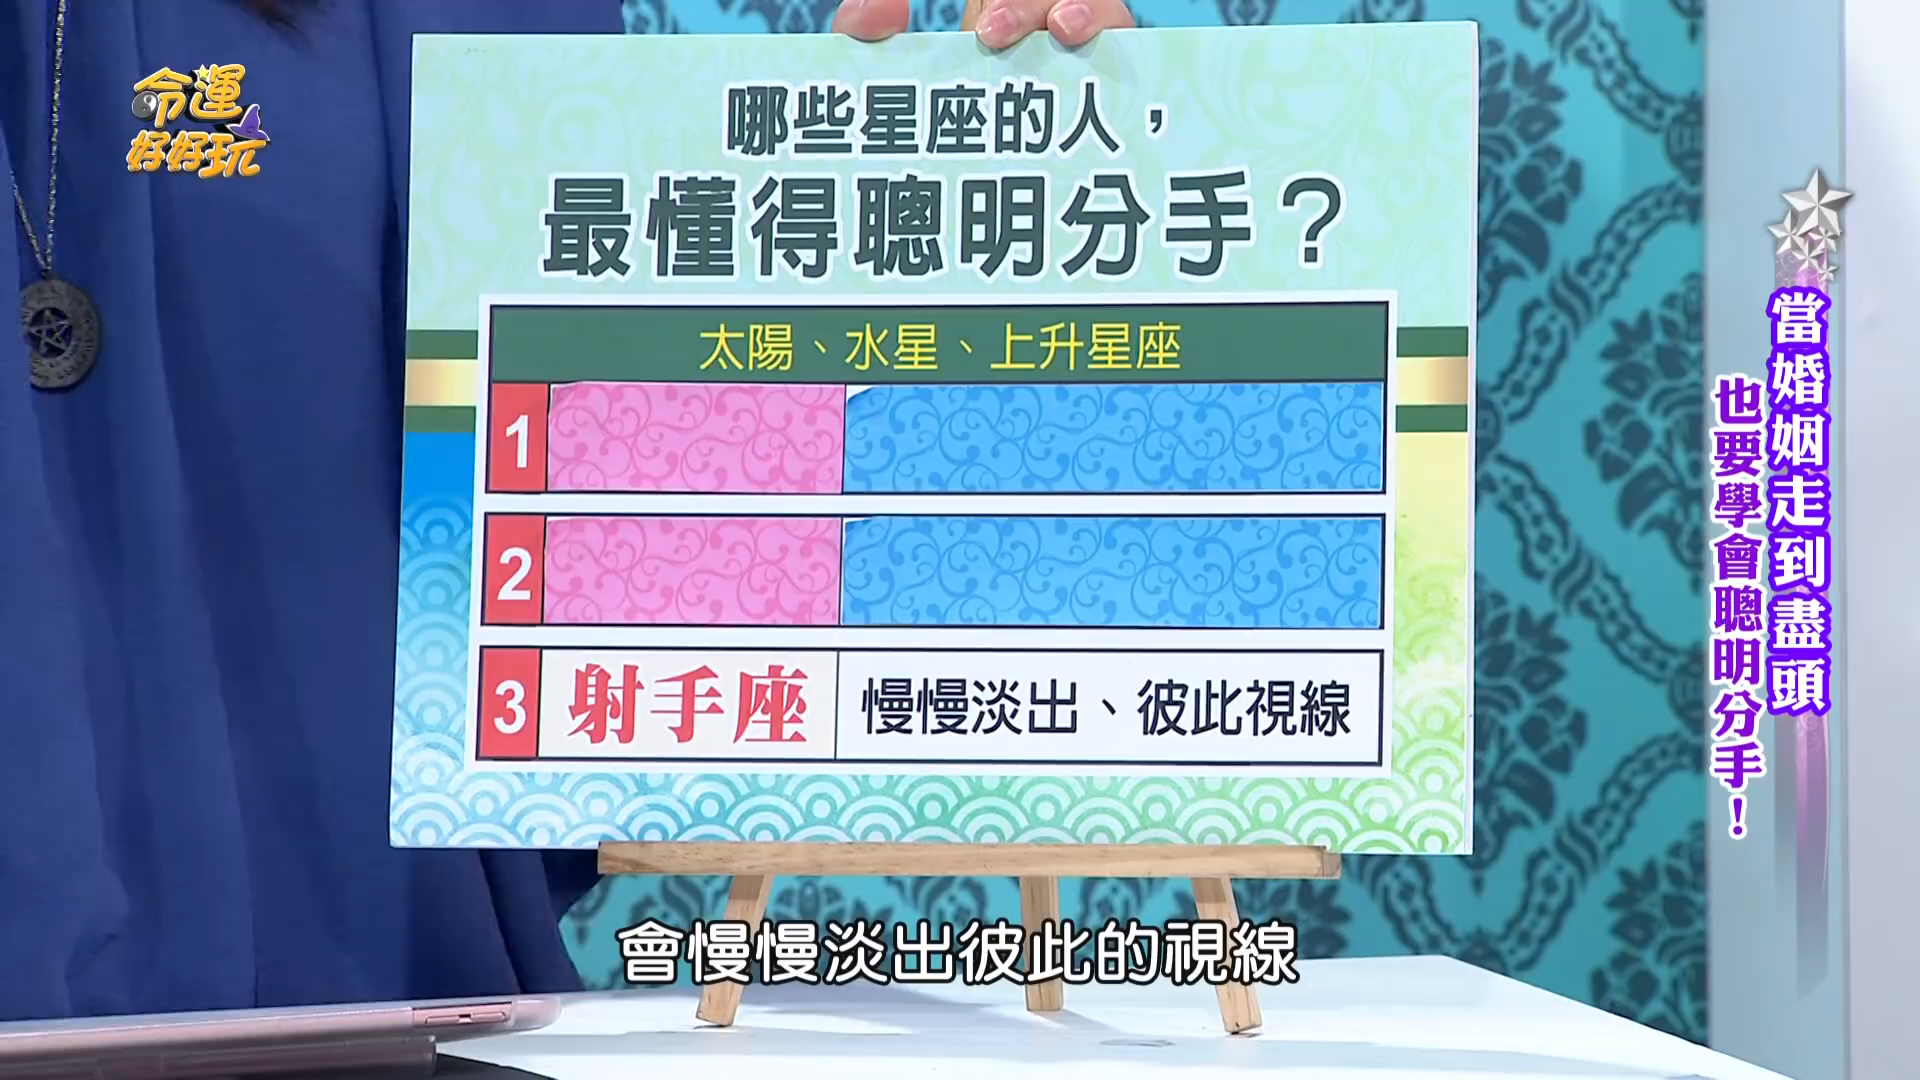 命運
好好玩
哪些星座的人，
最懂得聰明分手？
太陽、水星、上升星座
1
2
3 射手座 慢慢淡出、彼此視線
當婚姻走到盡頭
也要學會聰明分手！
會慢慢淡出彼此的視線